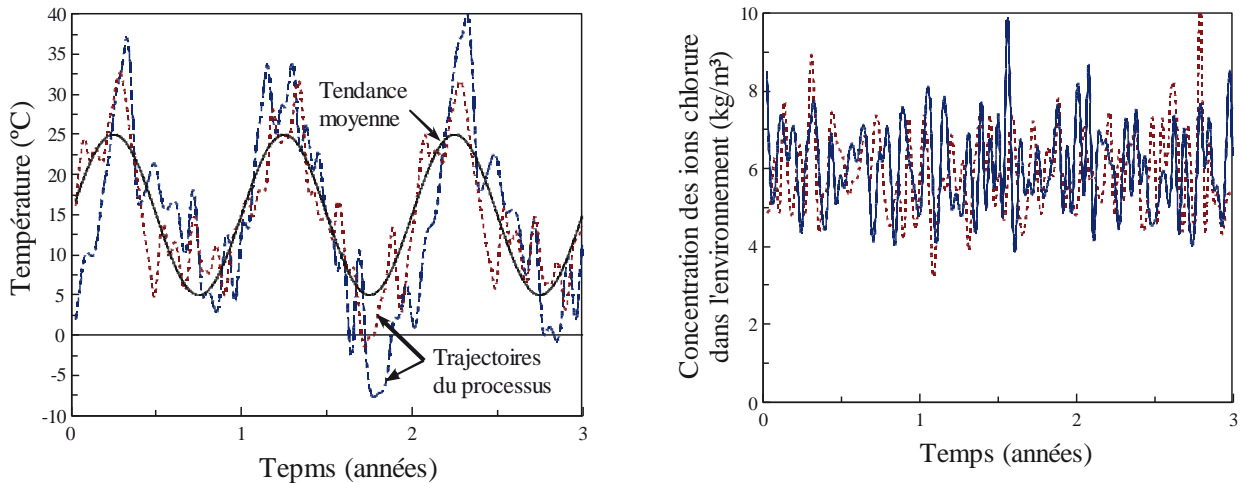 Température (ºC)
40
35
30
25
20
15
10
5
0
-5
-10
Tendance
moyenne
Trajectoires
du processus
0
1
2
3
Tepms (années)
Concentration des ions chlorure
dans l'environnement (kg/m³)
10
8
6
4
2
0
0
1
2
3
Temps (années)